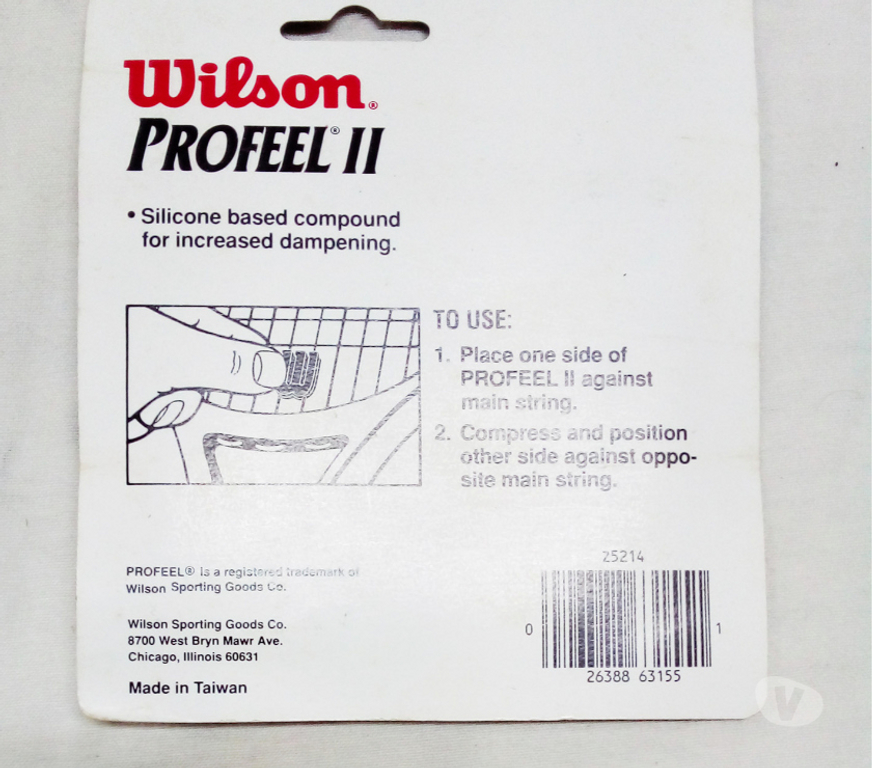 Wilson®
PROFEEL® II
• Silicone based compound
for increased dampening.
TO USE:
1. Place one side of
PROFEEL II against
main string.
2. Compress and position
other side against oppo-
site main string.
PROFEEL® is a registered trademark of
Wilson Sporting Goods Co.
Wilson Sporting Goods Co.
8700 West Bryn Mawr Ave.
Chicago, Illinois 60631
Made in Taiwan
25214
0 26388 63155 1
V